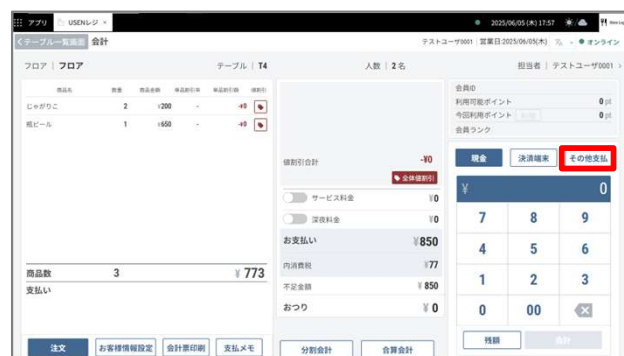 アプリ USENレジ × 2025/06/05(木) 17:57
<テーブル一覧画面 会計 テストユーザ0001 営業日:2025/06/05(木) オンライン
フロア | フロア テーブル | T4 人数 | 2 名 担当者 | テストユーザ0001 >
商品名 数量 商品金額 単品割引率 単品割引額 値割引
じゃがりこ 2 ¥200 - -¥0
瓶ビール 1 ¥650 - -¥0
商品数 3 ¥ 773
支払い
注文 お客様情報設定 会計票印刷 支払メモ
値割引合計 -¥0
全体値割引
サービス料金 ¥0
深夜料金 ¥0
お支払い ¥850
内消費税 ¥77
不足金額 ¥ 850
おつり ¥ 0
分割会計 合算会計
会員ID
利用可能ポイント 0 pt
今回利用ポイント 利用 0 pt
会員ランク
現金 決済端末 その他支払
¥ 0
7 8 9
4 5 6
1 2 3
0 00
残額 会計